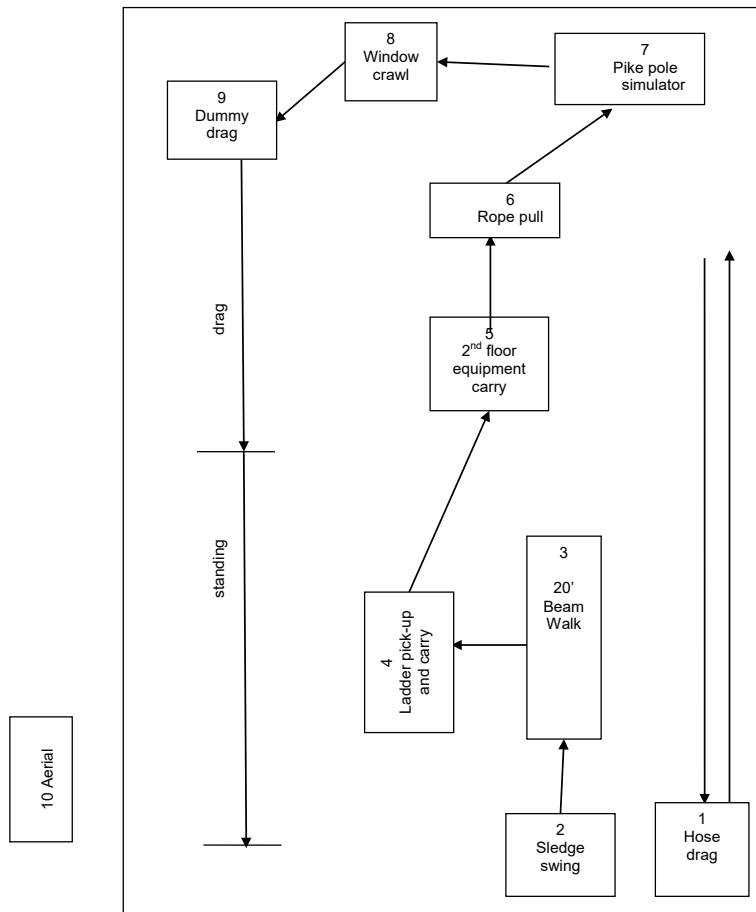 8
Window
crawl
7
Pike pole
simulator
9
Dummy
drag
6
Rope pull
drag
5
2nd floor
equipment
carry
standing
3
20’
Beam
Walk
4
Ladder pick-up
and carry
10 Aerial
2
Sledge
swing
1
Hose
drag